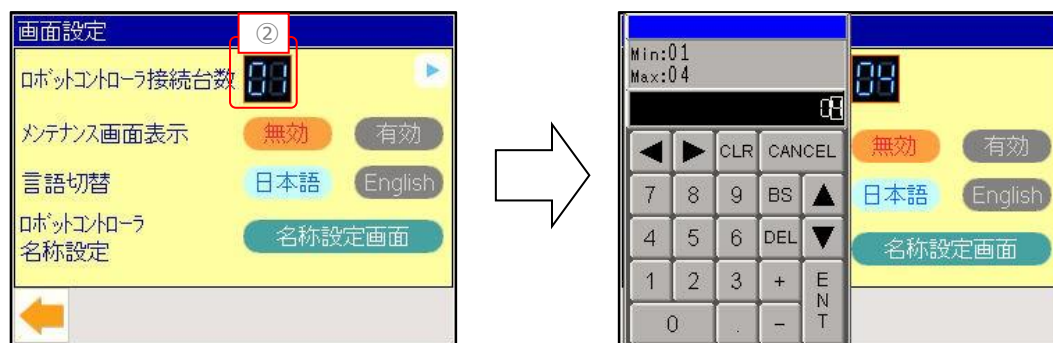 画面設定
②
ロボットコントローラ接続台数 01
メンテナンス画面表示 無効 有効
言語切替 日本語 English
ロボットコントローラ
名称設定 名称設定画面
Min:01
Max:04
04
CLR CANCEL
7 8 9 BS
4 5 6 DEL
1 2 3 + ENT
0 . -
04
無効 有効
日本語 English
名称設定画面